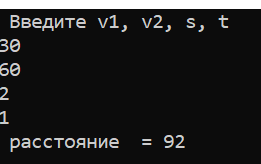 Введите v1, v2, s, t
30
60
2
1
расстояние  = 92